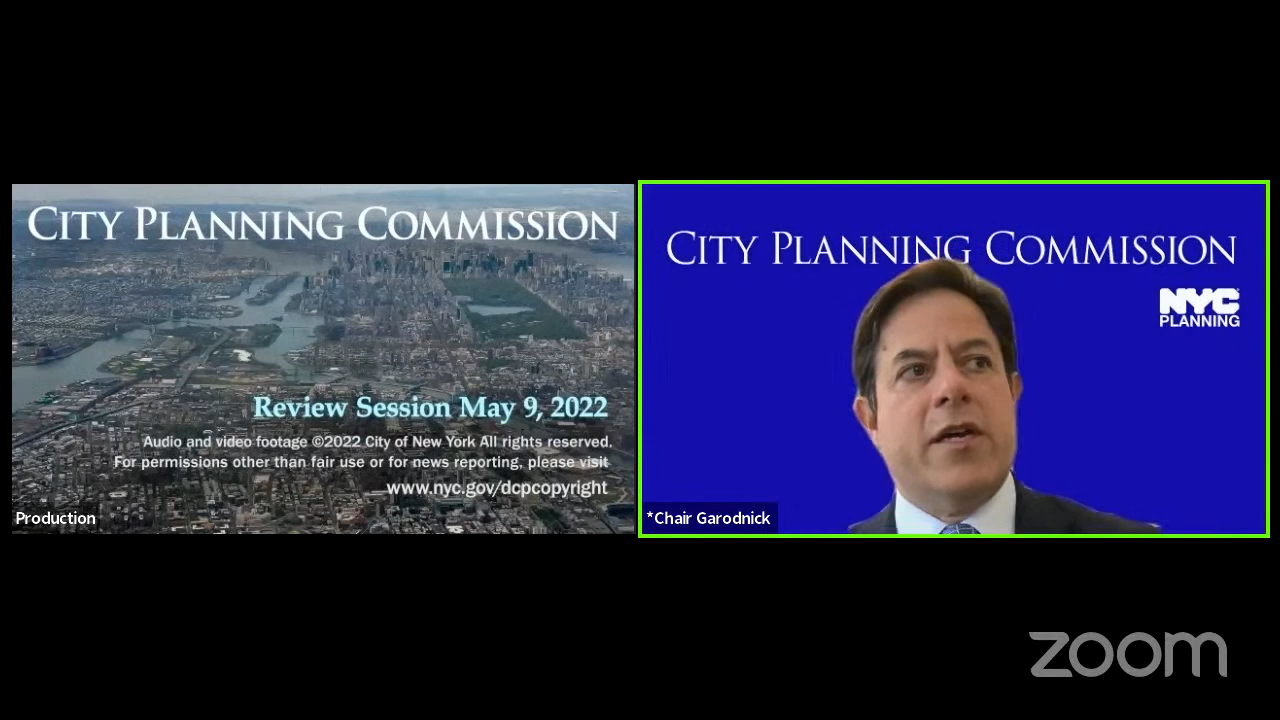 CITY PLANNING COMMISSION
Review Session May 9, 2022
Audio and video footage ©2022 City of New York All rights reserved.
For permissions other than fair use or for news reporting, please visit
www.nyc.gov/dcpcopyright
Production
CITY PLANNING COMMISSION
NYC
PLANNING
*Chair Garodnick
zoom